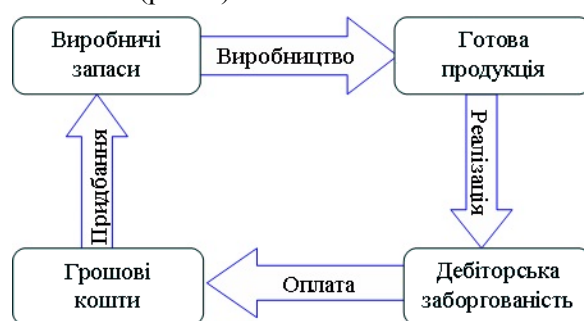 Виробничі
запаси
Виробництво
Готова
продукція
Реалізація
Дебіторська
заборгованість
Оплата
Грошові
кошти
Придбання